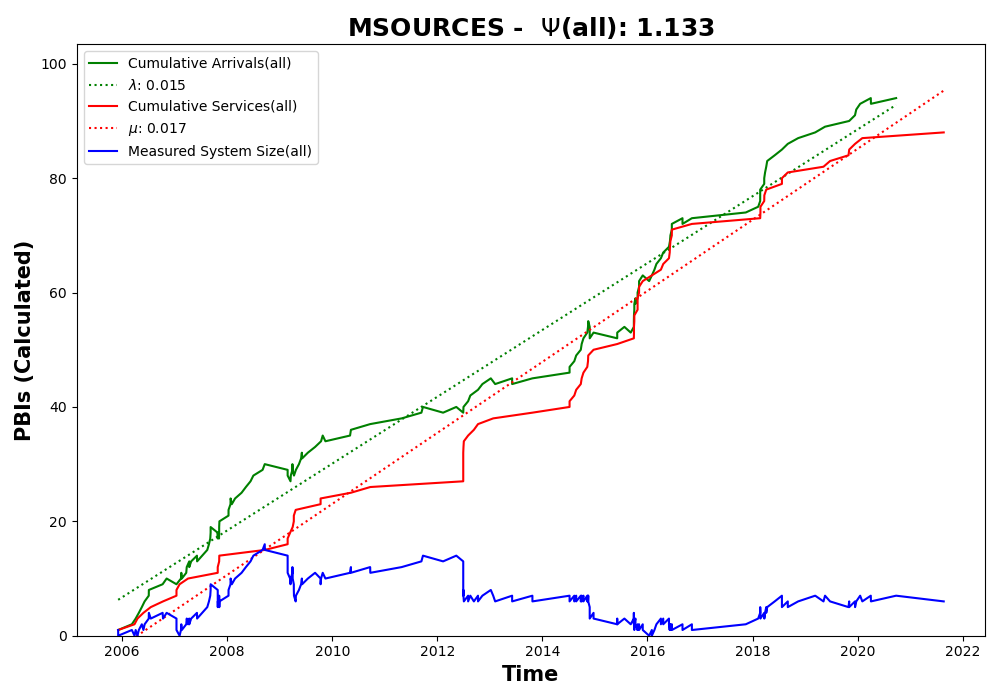 MSOURCES - Ψ(all): 1.133
Cumulative Arrivals(all)
λ: 0.015
Cumulative Services(all)
μ: 0.017
Measured System Size(all)
PBIs (Calculated)
100
80
60
40
20
0
2006 2008 2010 2012 2014 2016 2018 2020 2022
Time